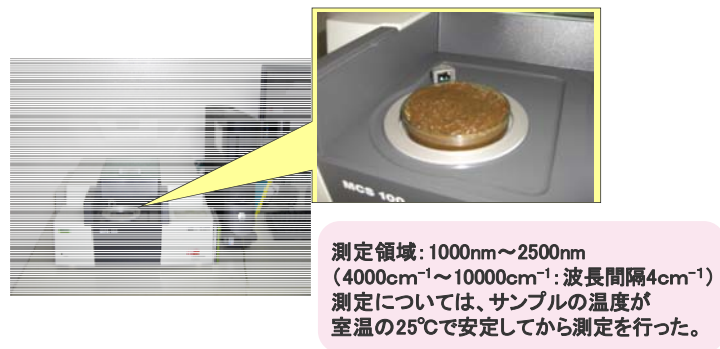 MCS 100
測定領域:1000nm～2500nm
（4000cm⁻¹～10000cm⁻¹:波長間隔4cm⁻¹）
測定については、サンプルの温度が
室温の25℃で安定してから測定を行った。